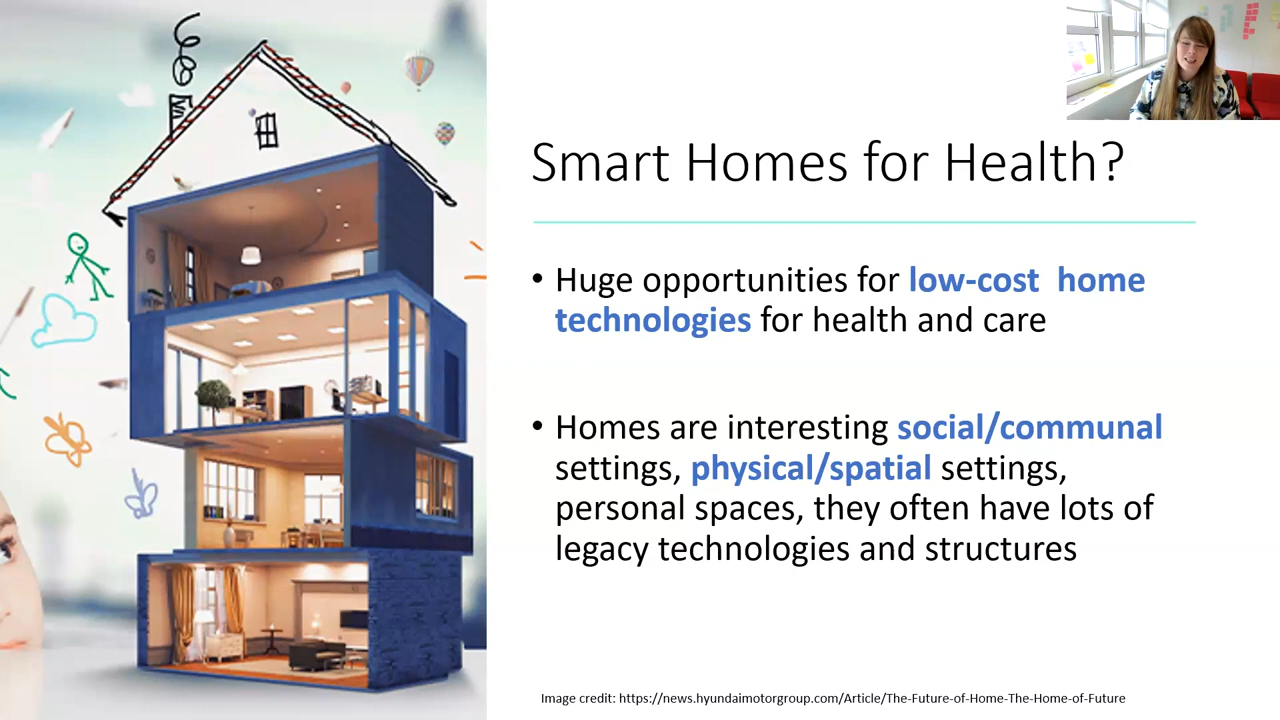 Smart Homes for Health?
• Huge opportunities for low-cost  home
technologies for health and care
• Homes are interesting social/communal
settings, physical/spatial settings,
personal spaces, they often have lots of
legacy technologies and structures
Image credit: https://news.hyundaimotorgroup.com/Article/The-Future-of-Home-The-Home-of-Future